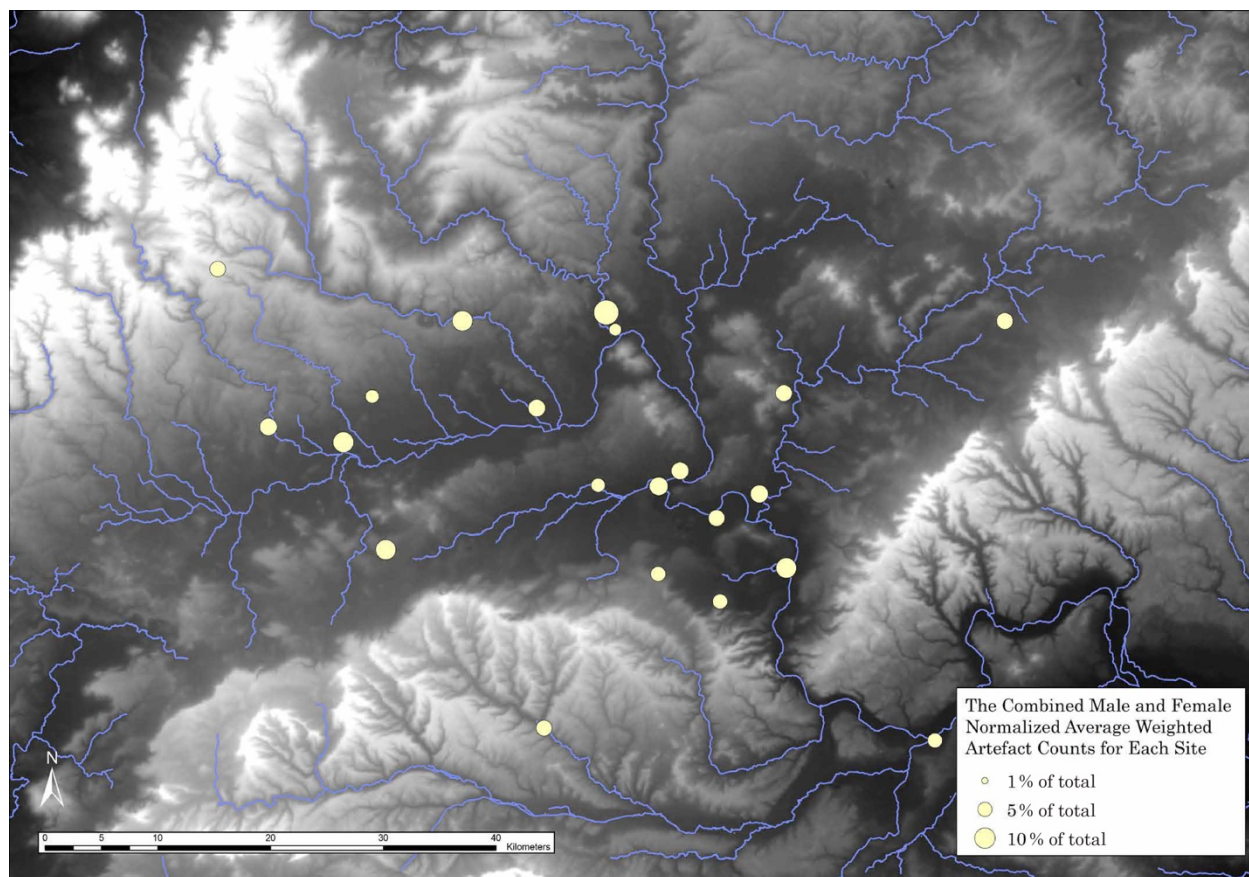 The Combined Male and Female
Normalized Average Weighted
Artefact Counts for Each Site
1% of total
5% of total
10% of total
N
0 5 10 20 30 40
Kilometers